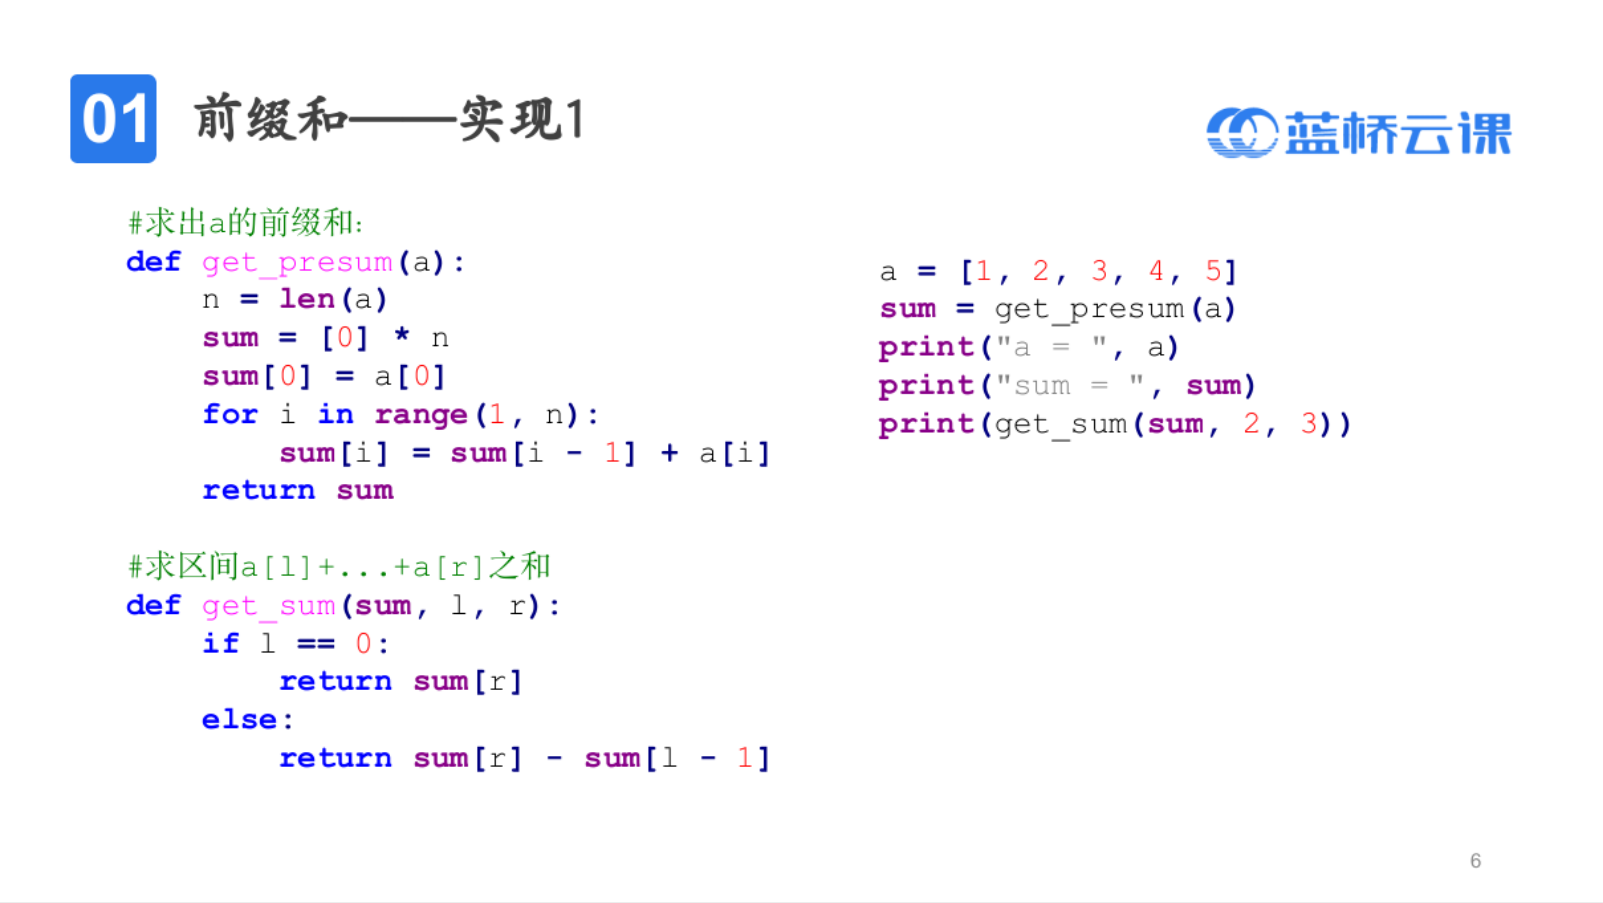 01 前缀和——实现1
蓝桥云课
#求出a的前缀和:
def get_presum(a):
    n = len(a)
    sum = [0] * n
    sum[0] = a[0]
    for i in range(1, n):
        sum[i] = sum[i - 1] + a[i]
    return sum
#求区间a[l]+...+a[r]之和
def get_sum(sum, l, r):
    if l == 0:
        return sum[r]
    else:
        return sum[r] - sum[l - 1]
a = [1, 2, 3, 4, 5]
sum = get_presum(a)
print("a = ", a)
print("sum = ", sum)
print(get_sum(sum, 2, 3))
6